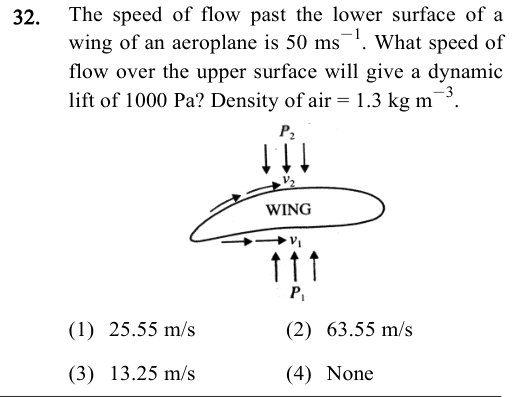 32. The speed of flow past the lower surface of a
wing of an aeroplane is 50 ms⁻¹. What speed of
flow over the upper surface will give a dynamic
lift of 1000 Pa? Density of air = 1.3 kg m⁻³.
P₂
v₂
WING
v₁
P₁
(1) 25.55 m/s (2) 63.55 m/s
(3) 13.25 m/s (4) None